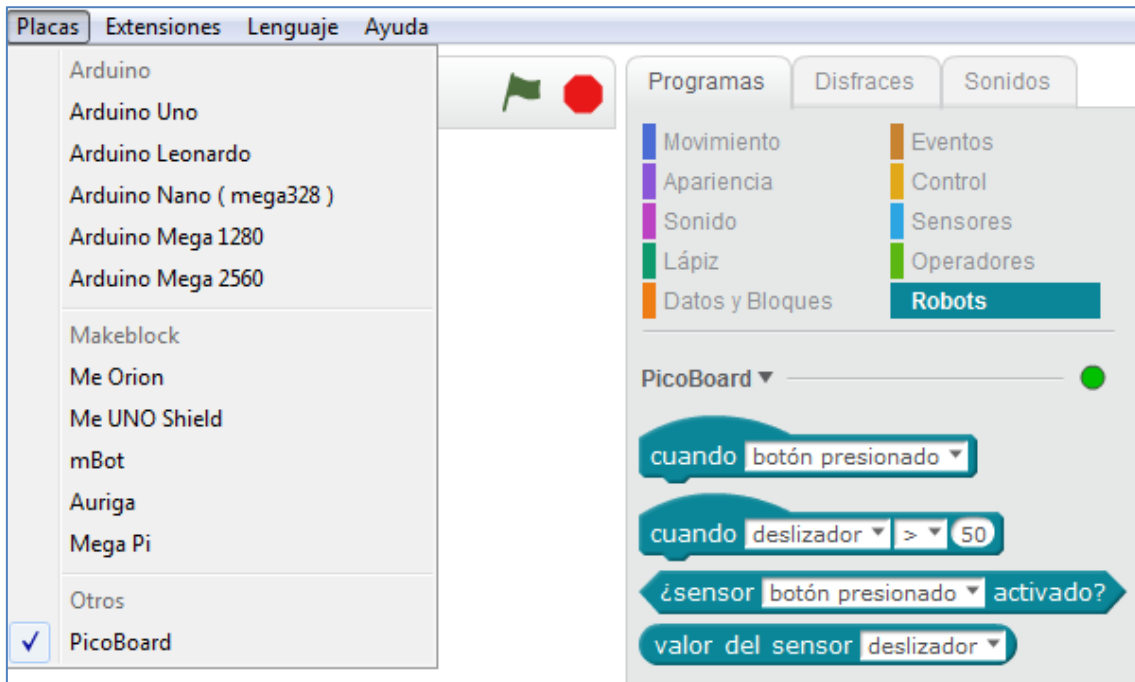 Placas Extensiones Lenguaje Ayuda
Arduino
Arduino Uno
Arduino Leonardo
Arduino Nano ( mega328 )
Arduino Mega 1280
Arduino Mega 2560
Makeblock
Me Orion
Me UNO Shield
mBot
Auriga
Mega Pi
Otros
PicoBoard
Programas Disfraces Sonidos
Movimiento Eventos
Apariencia Control
Sonido Sensores
Lápiz Operadores
Datos y Bloques Robots
PicoBoard
cuando botón presionado
cuando deslizador > 50
¿sensor botón presionado activado?
valor del sensor deslizador